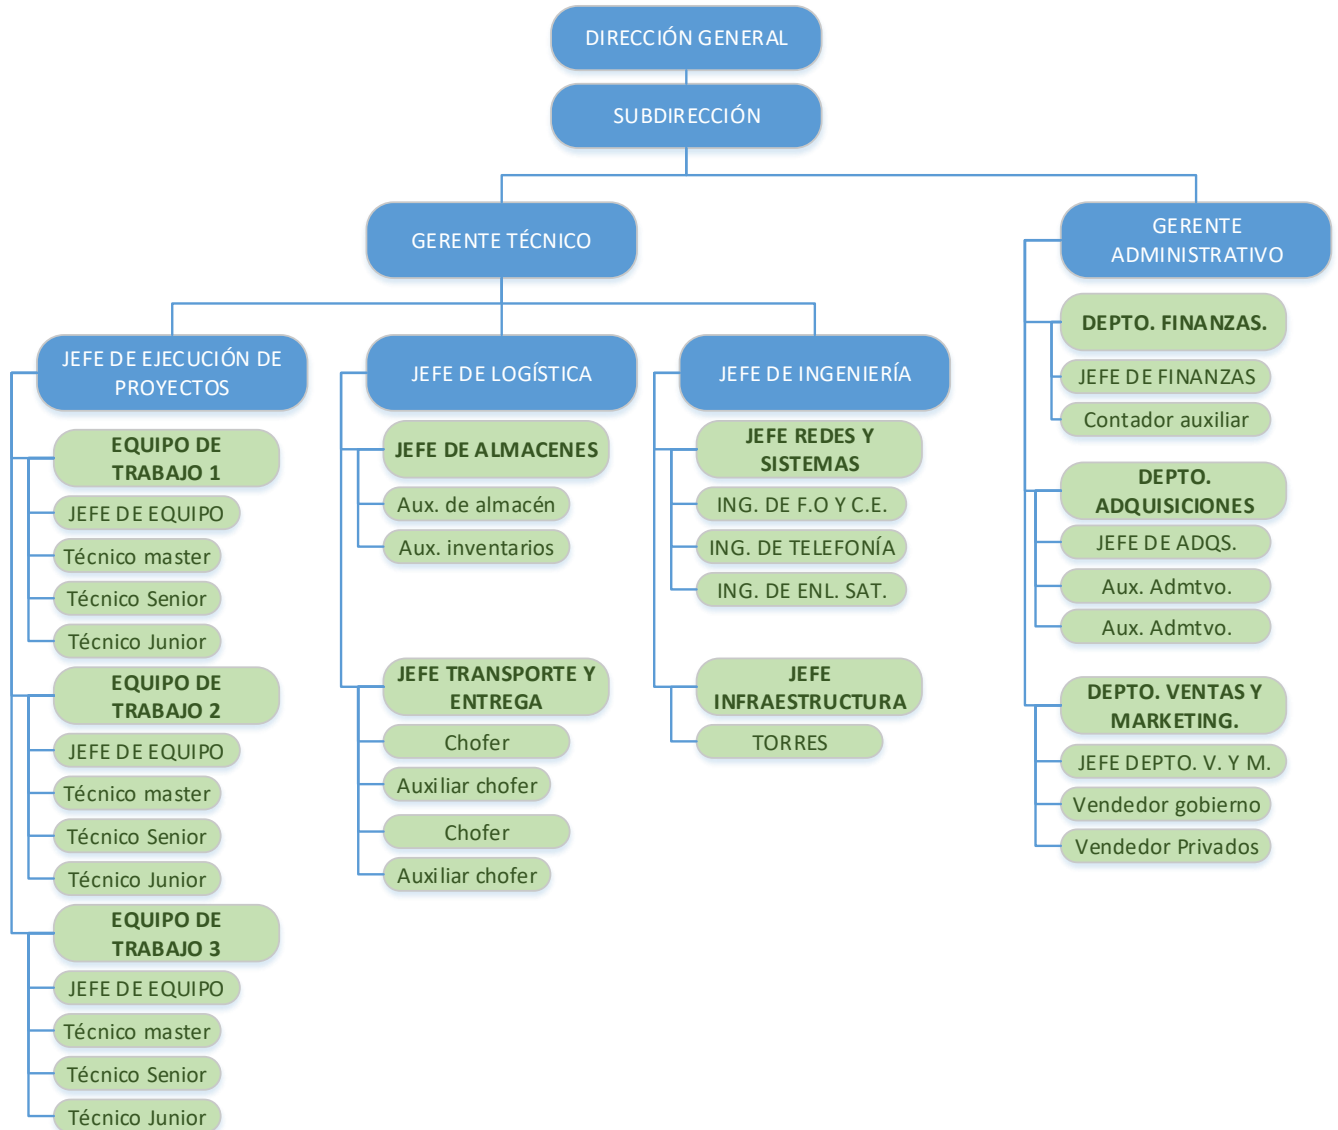 DIRECCIÓN GENERAL
SUBDIRECCIÓN
GERENTE TÉCNICO
GERENTE
ADMINISTRATIVO
JEFE DE EJECUCIÓN DE
PROYECTOS
EQUIPO DE
TRABAJO 1
JEFE DE EQUIPO
Técnico master
Técnico Senior
Técnico Junior
EQUIPO DE
TRABAJO 2
JEFE DE EQUIPO
Técnico master
Técnico Senior
Técnico Junior
EQUIPO DE
TRABAJO 3
JEFE DE EQUIPO
Técnico master
Técnico Senior
Técnico Junior
JEFE DE LOGÍSTICA
JEFE DE ALMACENES
Aux. de almacén
Aux. inventarios
JEFE TRANSPORTE Y
ENTREGA
Chofer
Auxiliar chofer
Chofer
Auxiliar chofer
JEFE DE INGENIERÍA
JEFE REDES Y
SISTEMAS
ING. DE F.O Y C.E.
ING. DE TELEFONÍA
ING. DE ENL. SAT.
JEFE
INFRAESTRUCTURA
TORRES
DEPTO. FINANZAS.
JEFE DE FINANZAS
Contador auxiliar
DEPTO.
ADQUISICIONES
JEFE DE ADQS.
Aux. Admtvo.
Aux. Admtvo.
DEPTO. VENTAS Y
MARKETING.
JEFE DEPTO. V. Y M.
Vendedor gobierno
Vendedor Privados